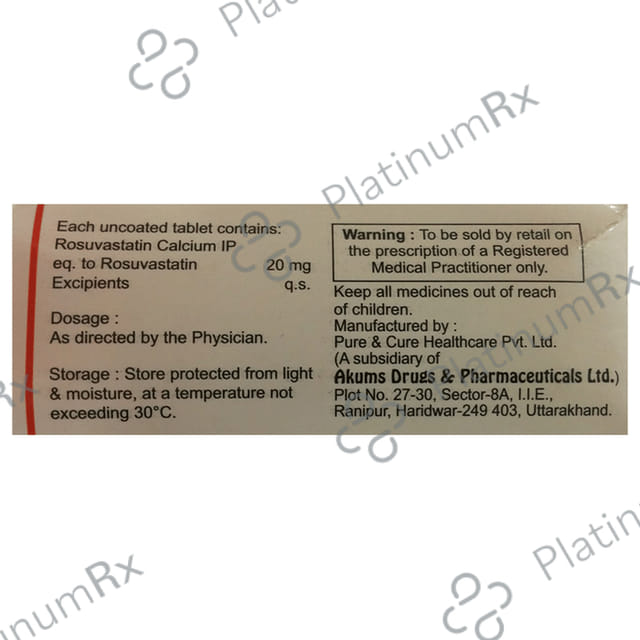 PlatinumRx
PlatinumRx
Each uncoated tablet contains:
Rosuvastatin Calcium IP
eq. to Rosuvastatin 20 mg
Excipients q.s.
Dosage :
As directed by the Physician.
Storage : Store protected from light
& moisture, at a temperature not
exceeding 30°C.
Warning : To be sold by retail on
the prescription of a Registered
Medical Practitioner only.
Keep all medicines out of reach
of children.
Manufactured by :
Pure & Cure Healthcare Pvt. Ltd.
(A subsidiary of
Akums Drugs & Pharmaceuticals Ltd.)
Plot No. 27-30, Sector-8A, I.I.E.,
Ranipur, Haridwar-249 403, Uttarakhand.
PlatinumRx
Rx
tinumRx
Platinum